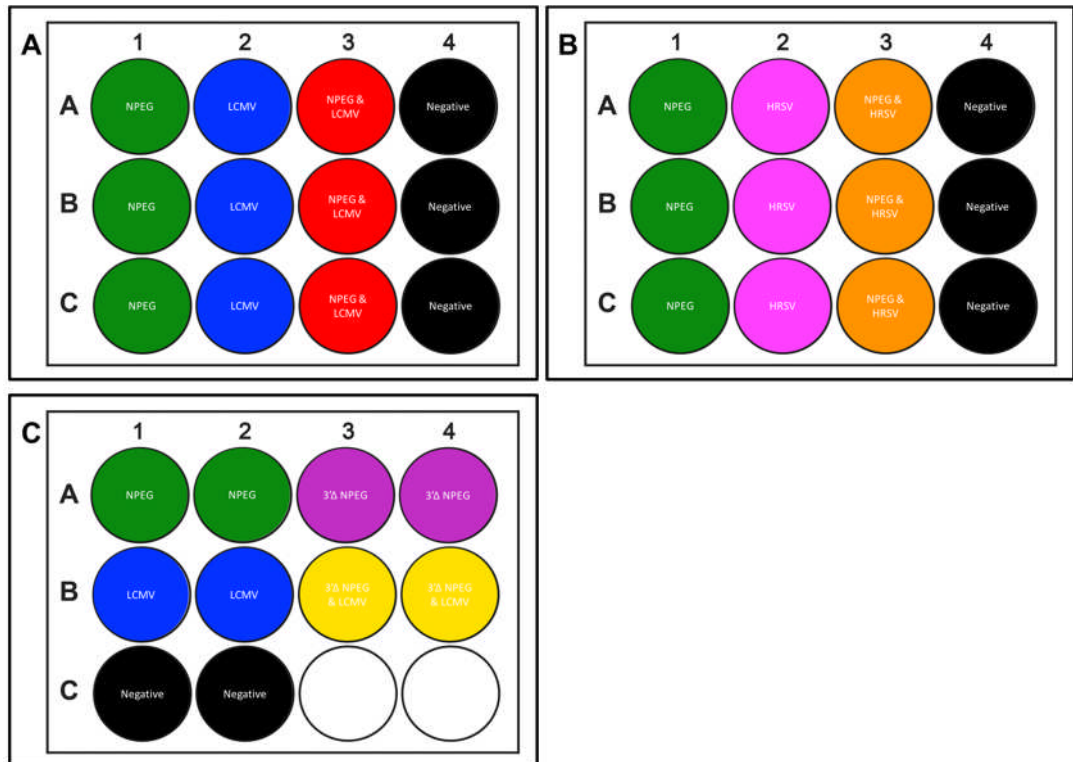 A
1 2 3 4
A NPEG LCMV NPEG & LCMV Negative
B NPEG LCMV NPEG & LCMV Negative
C NPEG LCMV NPEG & LCMV Negative
B
1 2 3 4
A NPEG HRSV NPEG & HRSV Negative
B NPEG HRSV NPEG & HRSV Negative
C NPEG HRSV NPEG & HRSV Negative
C
1 2 3 4
A NPEG NPEG 3'Δ NPEG 3'Δ NPEG
B LCMV LCMV 3'Δ NPEG & LCMV 3'Δ NPEG & LCMV
C Negative Negative